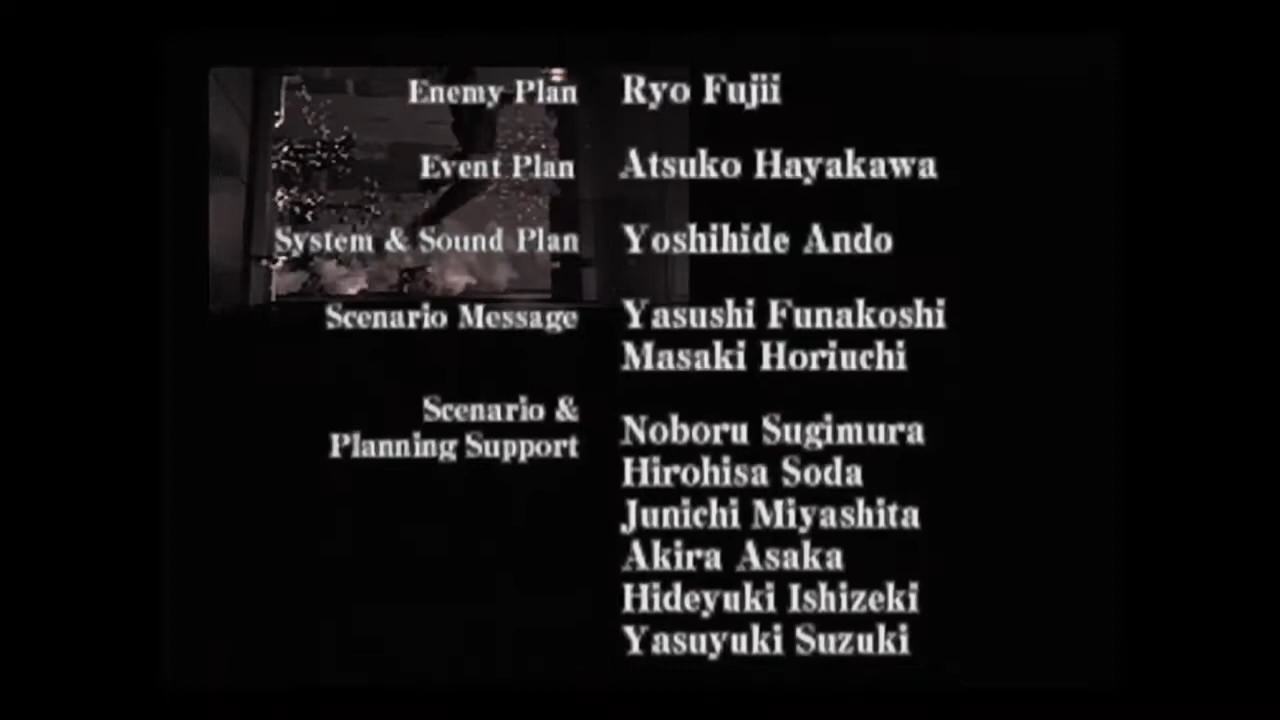 Enemy Plan Ryo Fujii
Event Plan Atsuko Hayakawa
System & Sound Plan Yoshihide Ando
Scenario Message Yasushi Funakoshi
Masaki Horiuchi
Scenario &
Planning Support
Noboru Sugimura
Hirohisa Soda
Junichi Miyashita
Akira Asaka
Hideyuki Ishizeki
Yasuyuki Suzuki